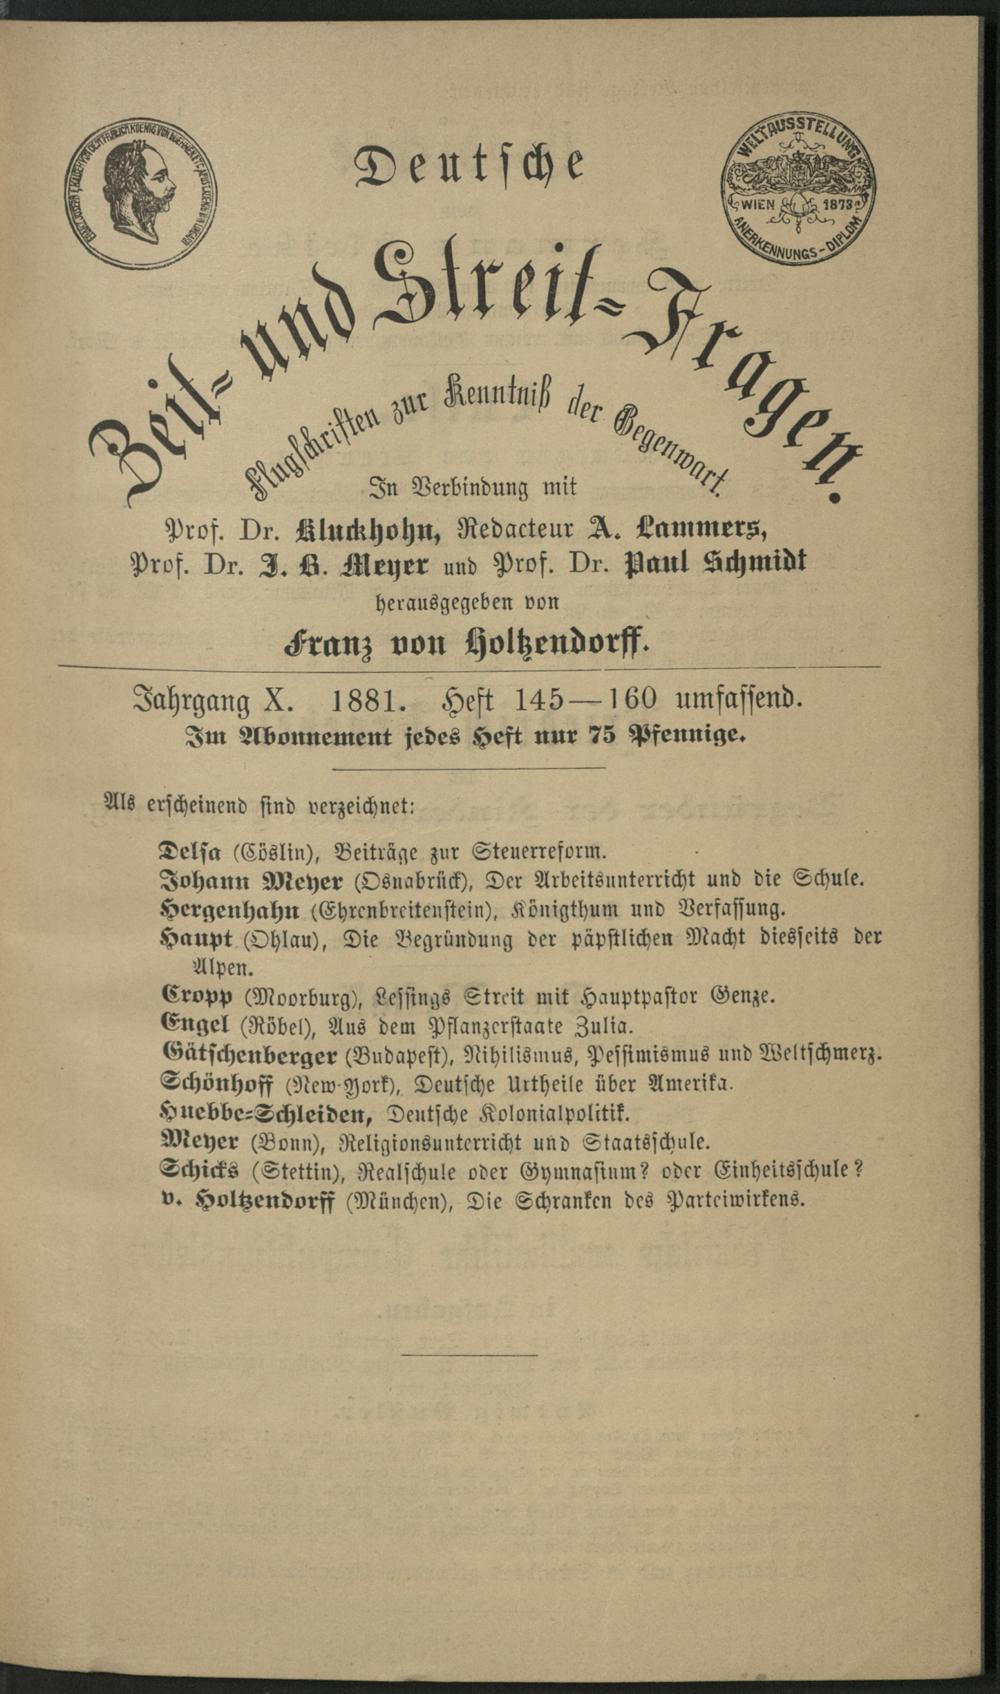 Deutsche
WELTAUSSTELLUNG
WIEN 1873
ANERKENNUNGS-DIPLOM
Zeit- und Streit-Fragen.
Flugschriften zur Kenntniß der Gegenwart.
In Verbindung mit
Prof. Dr. Kluckhohn, Redacteur A. Lammers,
Prof. Dr. J. B. Meyer und Prof. Dr. Paul Schmidt
herausgegeben von
Franz von Holtzendorff.
Jahrgang X. 1881. Heft 145—160 umfassend.
Im Abonnement jedes Heft nur 75 Pfennige.
Als erscheinend sind verzeichnet:
Delsa (Cöslin), Beiträge zur Steuerreform.
Johann Meyer (Osnabrück), Der Arbeitsunterricht und die Schule.
Hergenhahn (Ehrenbreitenstein), Königthum und Verfassung.
Haupt (Ohlau), Die Begründung der päpstlichen Macht diesseits der
Alpen.
Cropp (Moorburg), Lessings Streit mit Hauptpastor Genze.
Engel (Röbel), Aus dem Pflanzerstaate Zulia.
Gätschenberger (Budapest), Nihilismus, Pessimismus und Weltschmerz.
Schönhoff (New-York), Deutsche Urtheile über Amerika.
Huebbe-Schleiden, Deutsche Kolonialpolitik.
Meyer (Bonn), Religionsunterricht und Staatsschule.
Schicks (Stettin), Realschule oder Gymnasium? oder Einheitsschule?
v. Holtzendorff (München), Die Schranken des Parteiwirkens.